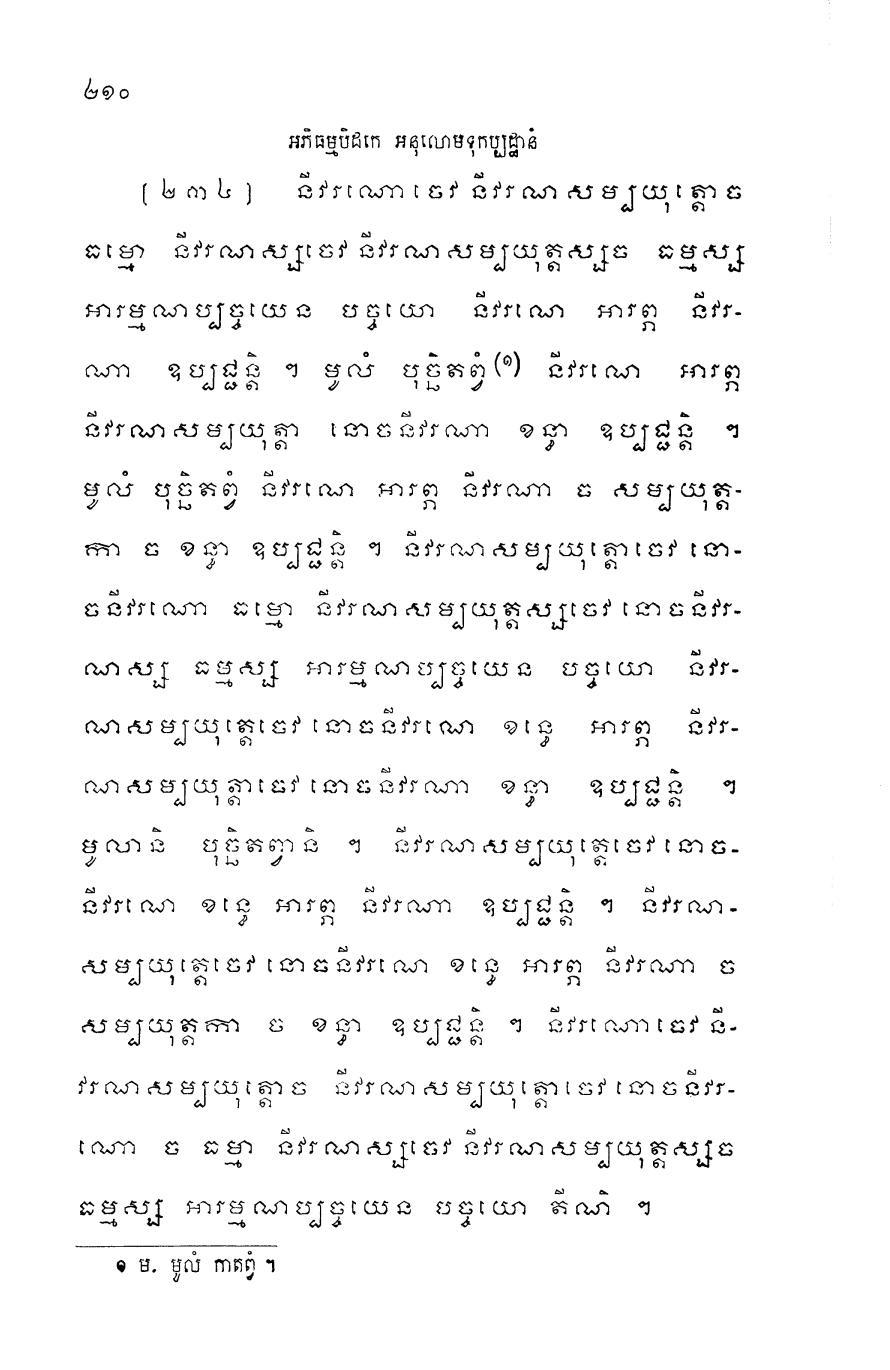 ២១០
អភិធម្មបិដកេ អនុលោមទុកប្បដ្ឋានំ
[ ២៣៤ ] នីវរណោ ចេវ នីវរណសម្បយុត្តោ ច
ធម្មោ នីវរណស្ស ចេវ នីវរណសម្បយុត្តស្ស ច ធម្មស្ស
អារម្មណប្បច្ចយេន បច្ចយោ នីវរណេ អារព្ភ នីវរ-
ណា ឧប្បជ្ជន្តិ ។ មូលំ បុច្ឆិតព្វំ (១) នីវរណេ អារព្ភ
នីវរណសម្បយុត្តា នោចនីវរណា ខន្ធា ឧប្បជ្ជន្តិ ។
មូលំ បុច្ឆិតព្វំ នីវរណេ អារព្ភ នីវរណា ច សម្បយុត្ត-
កា ច ខន្ធា ឧប្បជ្ជន្តិ ។ នីវរណសម្បយុត្តោ ចេវ នោ-
ចនីវរណោ ធម្មោ នីវរណសម្បយុត្តស្ស ចេវ នោចនីវរ-
ណស្ស ធម្មស្ស អារម្មណប្បច្ចយេន បច្ចយោ នីវរ-
ណសម្បយុត្តេ ចេវ នោចនីវរណេ ខន្ធេ អារព្ភ នីវរ-
ណសម្បយុត្តា ចេវ នោចនីវរណា ខន្ធា ឧប្បជ្ជន្តិ ។
មូលានិ បុច្ឆិតព្វានិ ។ នីវរណសម្បយុត្តេ ចេវ នោច-
នីវរណេ ខន្ធេ អារព្ភ នីវរណា ឧប្បជ្ជន្តិ ។ នីវរណ-
សម្បយុត្តេ ចេវ នោចនីវរណេ ខន្ធេ អារព្ភ នីវរណា ច
សម្បយុត្តកា ច ខន្ធា ឧប្បជ្ជន្តិ ។ នីវរណោ ចេវ នី-
វរណសម្បយុត្តោ ច នីវរណសម្បយុត្តោ ចេវ នោចនីវរ-
ណោ ច ធម្មា នីវរណស្ស ចេវ នីវរណសម្បយុត្តស្ស ច
ធម្មស្ស អារម្មណប្បច្ចយេន បច្ចយោ តីណិ ។
១ ម. មូលំ កាតព្វំ ។